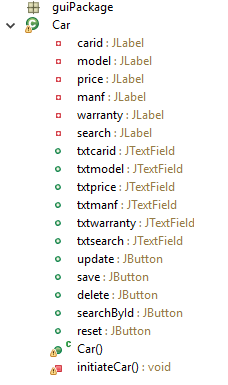 guiPackage
Car
carid : JLabel
model : JLabel
price : JLabel
manf : JLabel
warranty : JLabel
search : JLabel
txtcarid : JTextField
txtmodel : JTextField
txtprice : JTextField
txtmanf : JTextField
txtwarranty : JTextField
txtsearch : JTextField
update : JButton
save : JButton
delete : JButton
searchById : JButton
reset : JButton
Car()
initiateCar() : void